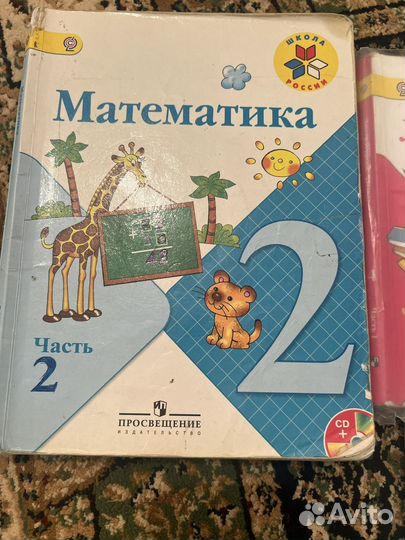 ШКОЛА
РОССИИ
Математика
2
Часть
2
ПРОСВЕЩЕНИЕ
ИЗДАТЕЛЬСТВО
CD
+
Avito